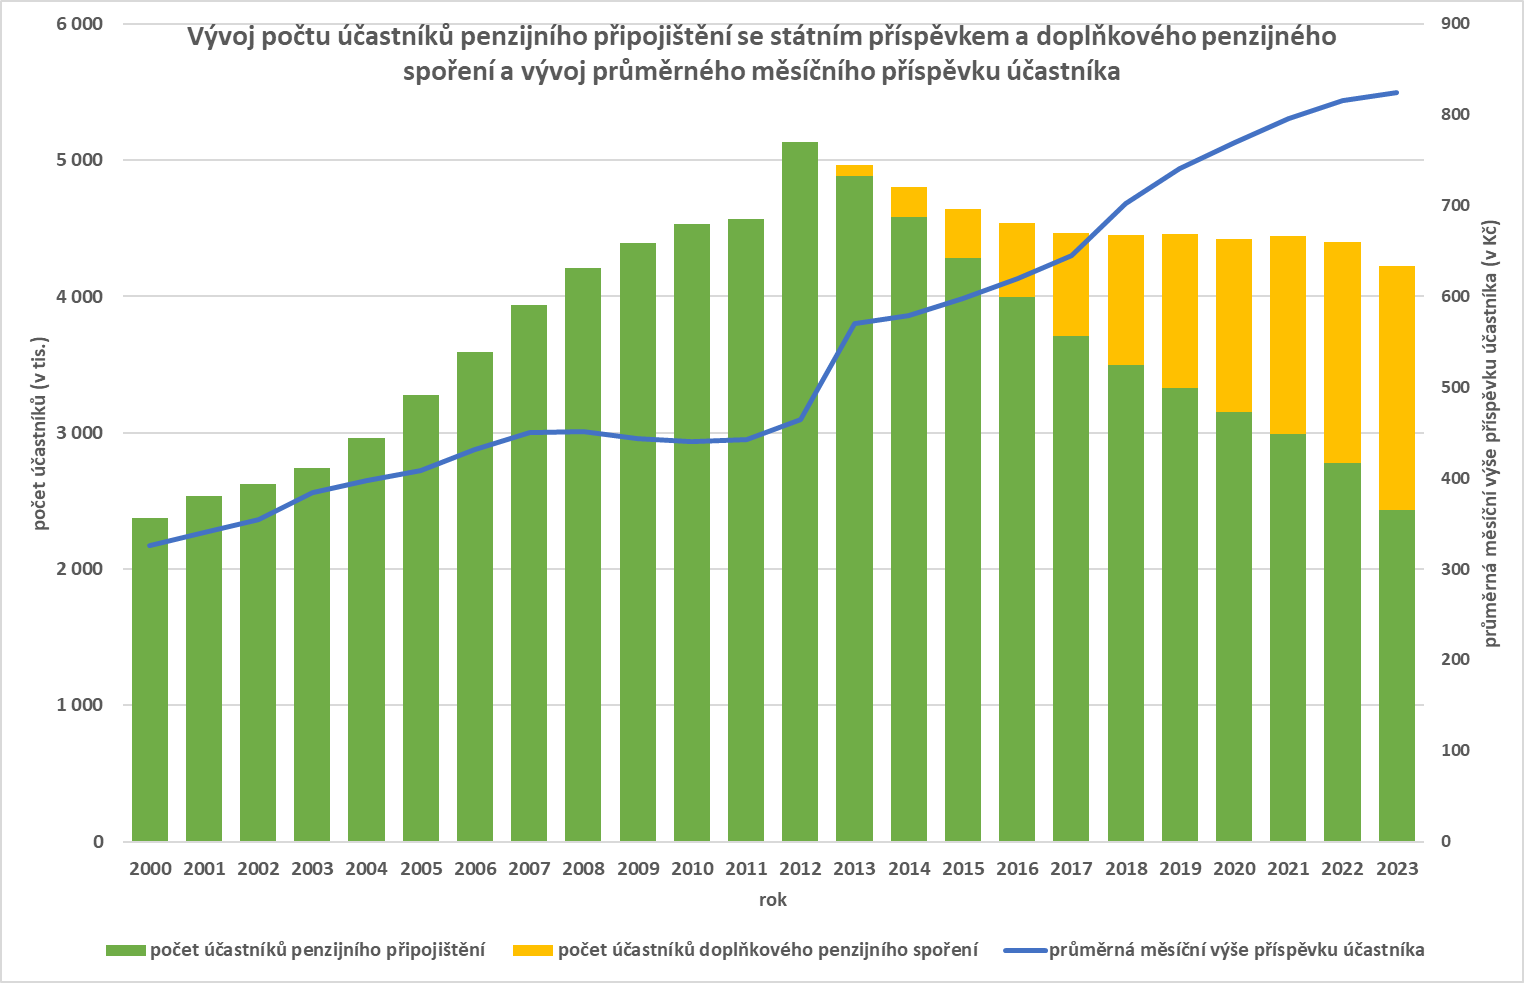 Vývoj počtu účastníků penzijního připojištění se státním příspěvkem a doplňkového penzijného
spoření a vývoj průměrného měsíčního příspěvku účastníka
6 000
5 000
4 000
3 000
2 000
1 000
0
počet účastníků (v tis.)
900
800
700
600
500
400
300
200
100
0
průměrná měsíční výše příspěvku účastníka (v Kč)
2000 2001 2002 2003 2004 2005 2006 2007 2008 2009 2010 2011 2012 2013 2014 2015 2016 2017 2018 2019 2020 2021 2022 2023
rok
počet účastníků penzijního připojištění
počet účastníků doplňkového penzijního spoření
průměrná měsíční výše příspěvku účastníka